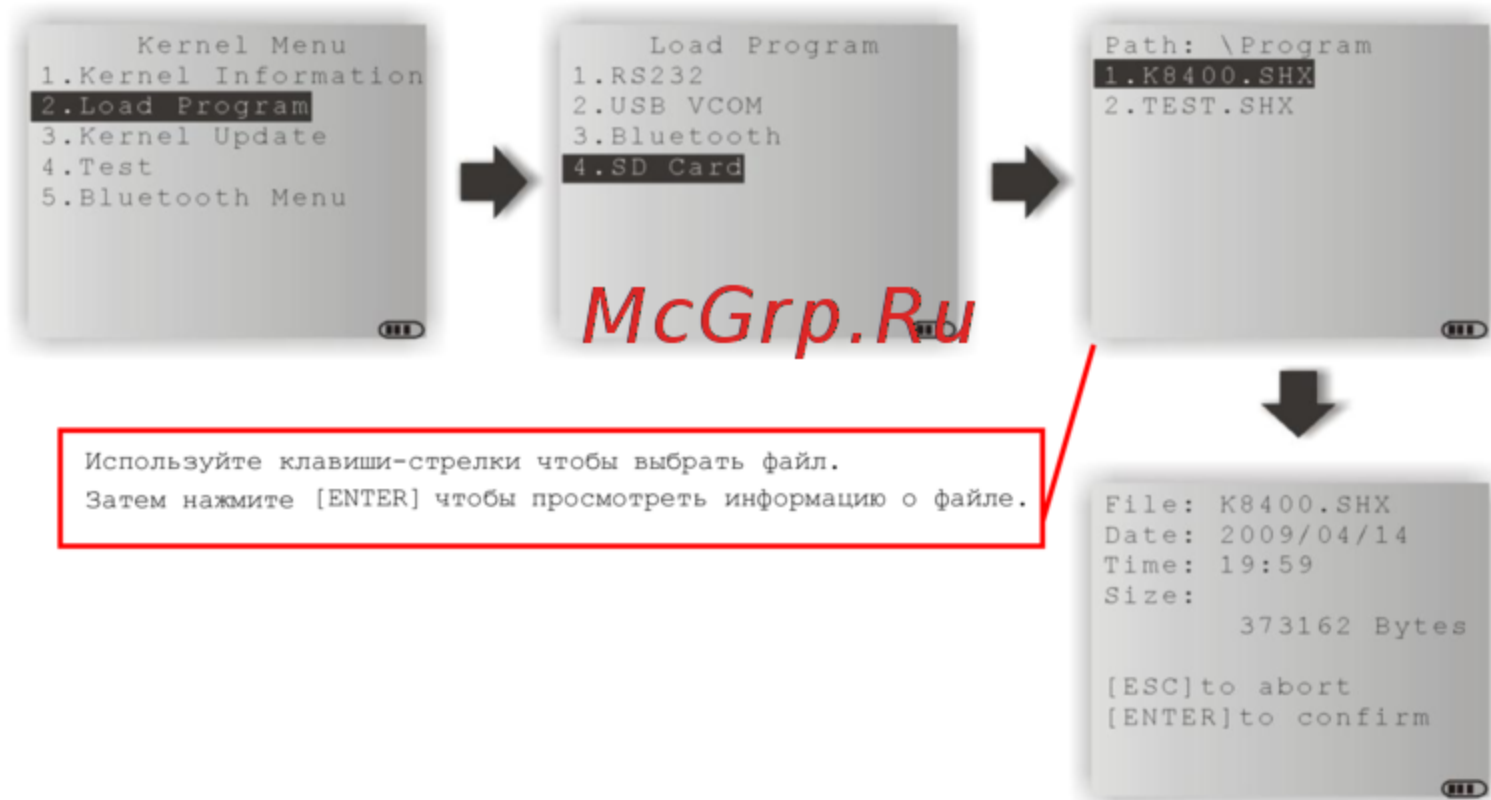 Kernel Menu
1.Kernel Information
2.Load Program
3.Kernel Update
4.Test
5.Bluetooth Menu
Load Program
1.RS232
2.USB VCOM
3.Bluetooth
4.SD Card
Path: \Program
1.K8400.SHX
2.TEST.SHX
McGrp.Ru
Используйте клавиши-стрелки чтобы выбрать файл.
Затем нажмите [ENTER] чтобы просмотреть информацию о файле.
File: K8400.SHX
Date: 2009/04/14
Time: 19:59
Size:
373162 Bytes
[ESC]to abort
[ENTER]to confirm